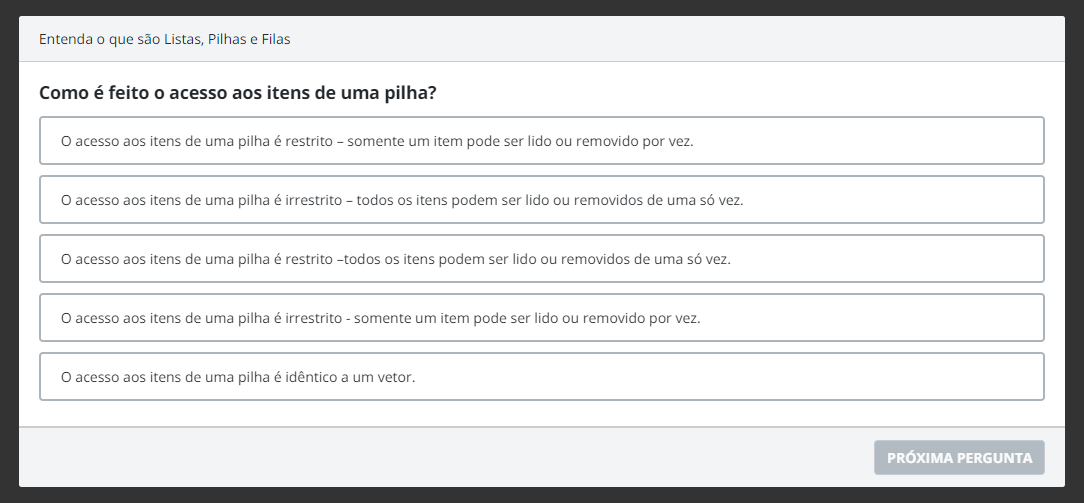 Entenda o que são Listas, Pilhas e Filas
Como é feito o acesso aos itens de uma pilha?
O acesso aos itens de uma pilha é restrito – somente um item pode ser lido ou removido por vez.
O acesso aos itens de uma pilha é irrestrito – todos os itens podem ser lido ou removidos de uma só vez.
O acesso aos itens de uma pilha é restrito –todos os itens podem ser lido ou removidos de uma só vez.
O acesso aos itens de uma pilha é irrestrito - somente um item pode ser lido ou removido por vez.
O acesso aos itens de uma pilha é idêntico a um vetor.
PRÓXIMA PERGUNTA